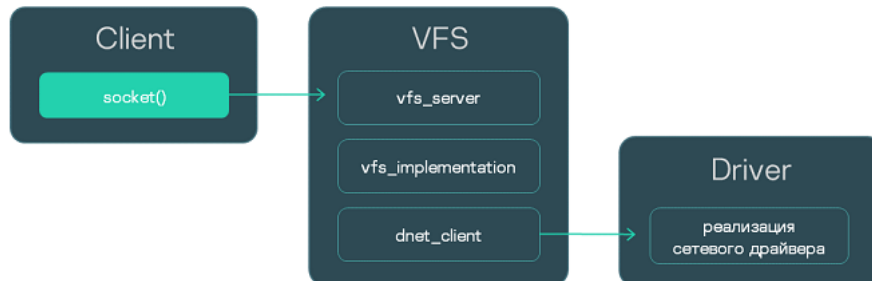 Client
socket()
VFS
vfs_server
vfs_implementation
dnet_client
Driver
реализация
сетевого драйвера